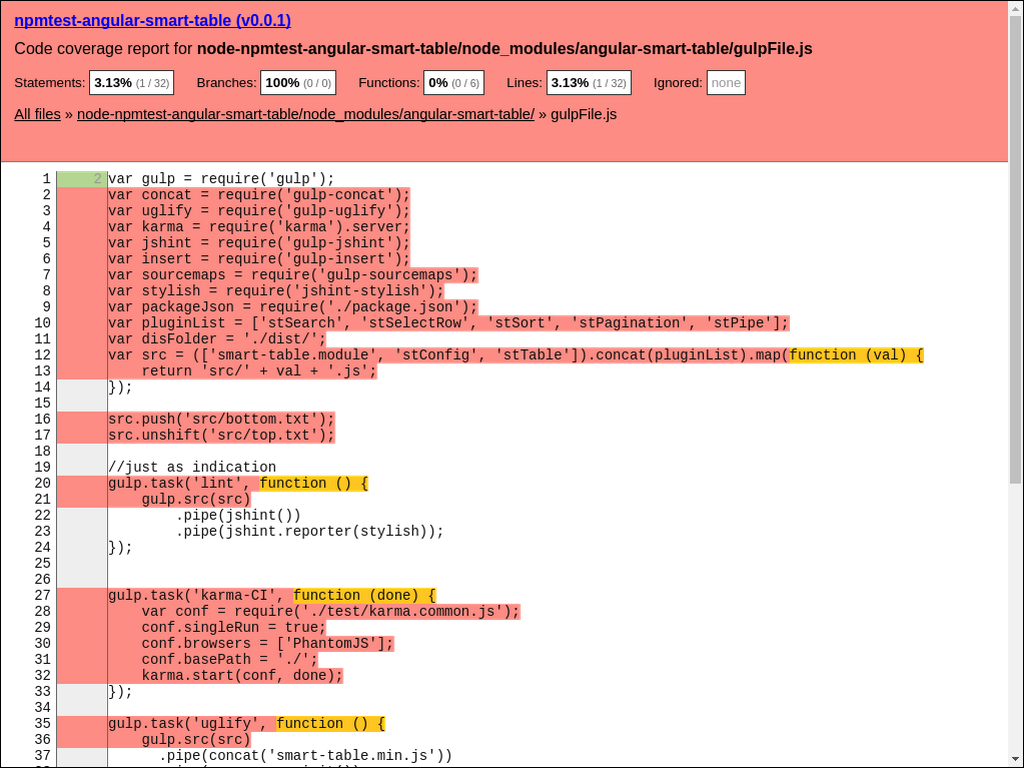 npmtest-angular-smart-table (v0.0.1)
Code coverage report for node-npmtest-angular-smart-table/node_modules/angular-smart-table/gulpFile.js
Statements: 3.13% (1 / 32) Branches: 100% (0 / 0) Functions: 0% (0 / 6) Lines: 3.13% (1 / 32) Ignored: none
All files » node-npmtest-angular-smart-table/node_modules/angular-smart-table/ » gulpFile.js
1 2 var gulp = require('gulp');
2 var concat = require('gulp-concat');
3 var uglify = require('gulp-uglify');
4 var karma = require('karma').server;
5 var jshint = require('gulp-jshint');
6 var insert = require('gulp-insert');
7 var sourcemaps = require('gulp-sourcemaps');
8 var stylish = require('jshint-stylish');
9 var packageJson = require('./package.json');
10 var pluginList = ['stSearch', 'stSelectRow', 'stSort', 'stPagination', 'stPipe'];
11 var disFolder = './dist/';
12 var src = (['smart-table.module', 'stConfig', 'stTable']).concat(pluginList).map(function (val) {
13     return 'src/' + val + '.js';
14 });
15
16 src.push('src/bottom.txt');
17 src.unshift('src/top.txt');
18
19 //just as indication
20 gulp.task('lint', function () {
21     gulp.src(src)
22         .pipe(jshint())
23         .pipe(jshint.reporter(stylish));
24 });
25
26
27 gulp.task('karma-CI', function (done) {
28     var conf = require('./test/karma.common.js');
29     conf.singleRun = true;
30     conf.browsers = ['PhantomJS'];
31     conf.basePath = './';
32     karma.start(conf, done);
33 });
34
35 gulp.task('uglify', function () {
36     gulp.src(src)
37       .pipe(concat('smart-table.min.js'))